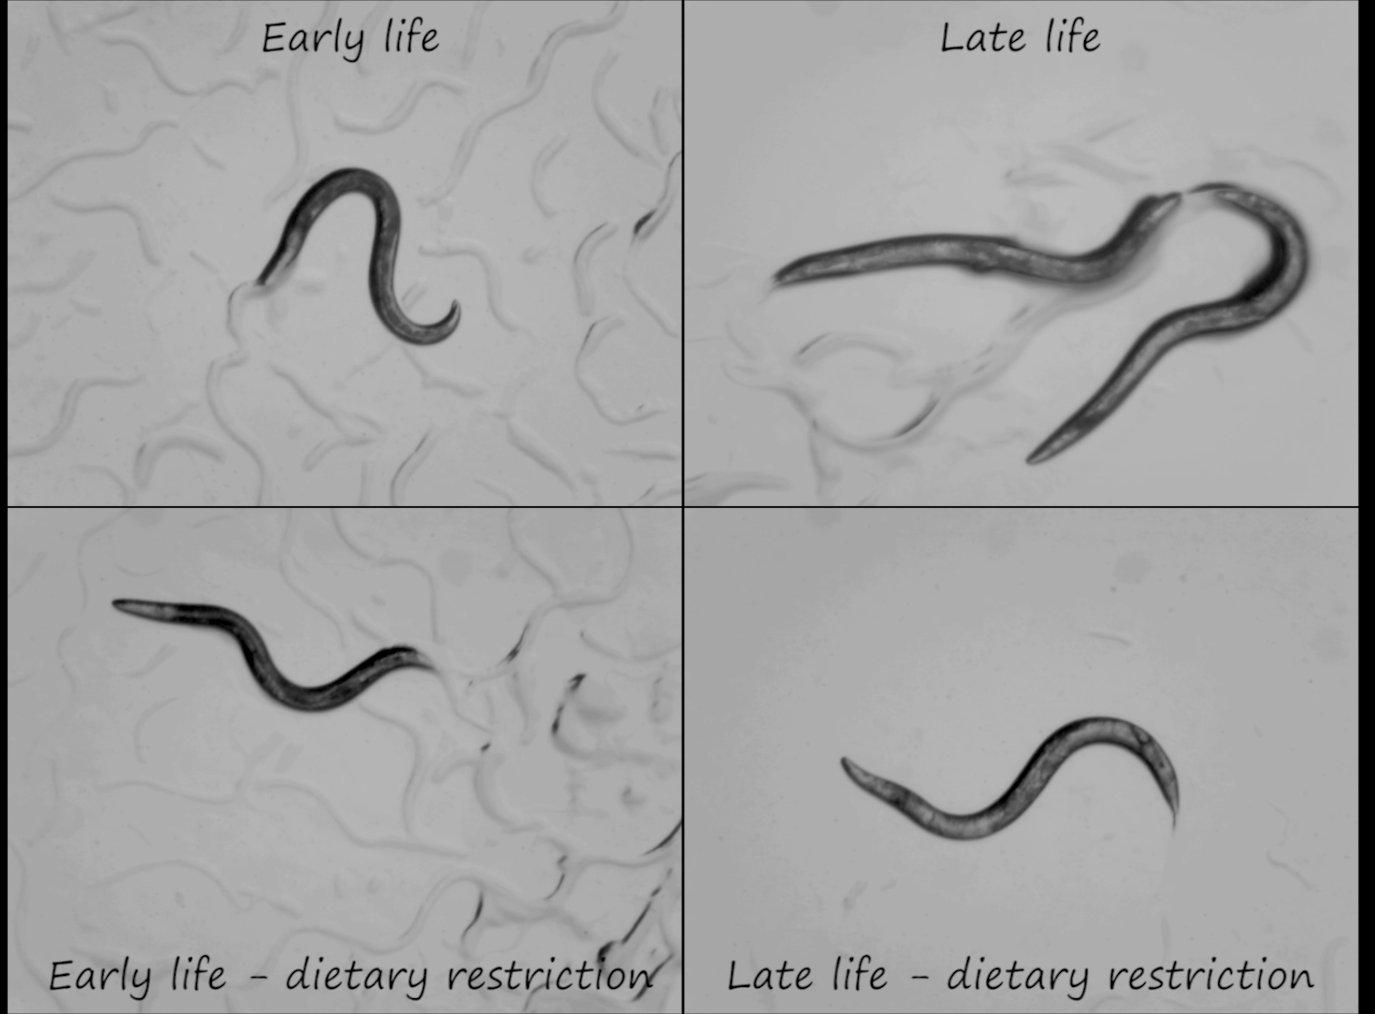 Early life
Late life
Early life - dietary restriction
Late life - dietary restriction